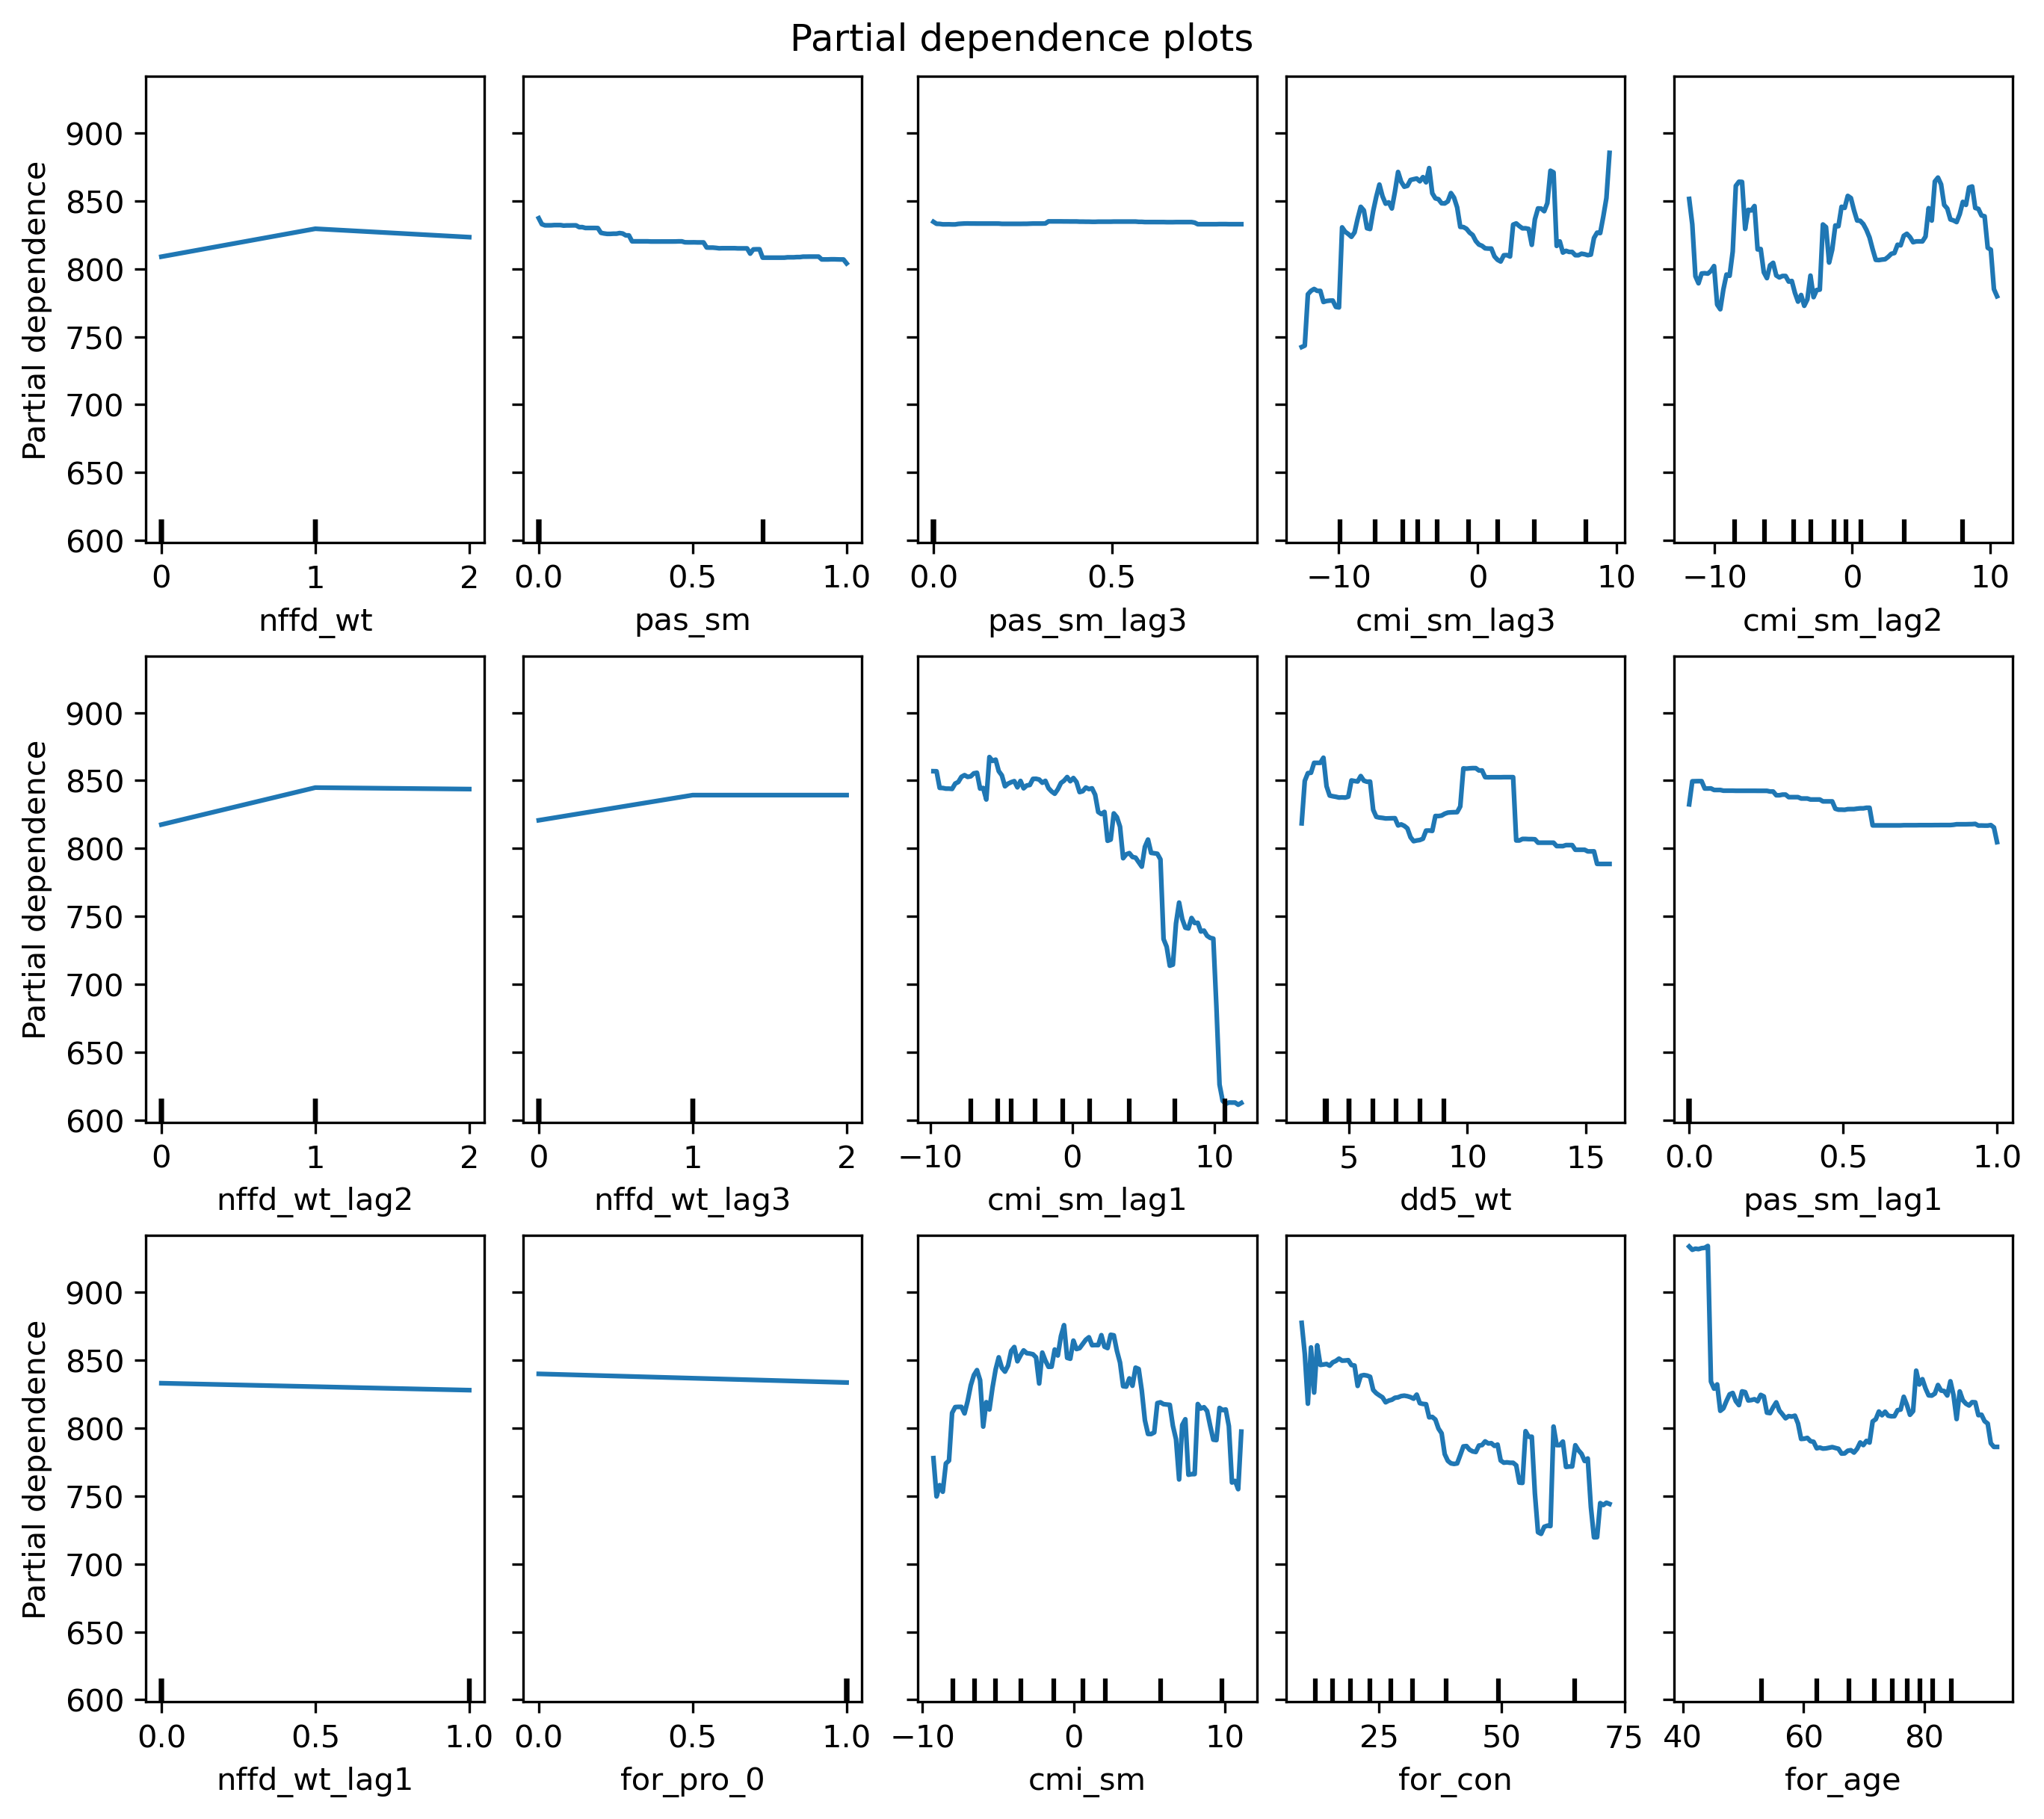 Partial dependence plots
Partial dependence
900
850
800
750
700
650
600
0 1 2
0.0 0.5 1.0
0.0 0.5
−10 0 10
−10 0 10
nffd_wt
pas_sm
pas_sm_lag3
cmi_sm_lag3
cmi_sm_lag2
Partial dependence
900
850
800
750
700
650
600
0 1 2
0 1 2
−10 0 10
5 10 15
0.0 0.5 1.0
nffd_wt_lag2
nffd_wt_lag3
cmi_sm_lag1
dd5_wt
pas_sm_lag1
Partial dependence
900
850
800
750
700
650
600
0.0 0.5 1.0
0.0 0.5 1.0
−10 0 10
25 50 75
40 60 80
nffd_wt_lag1
for_pro_0
cmi_sm
for_con
for_age